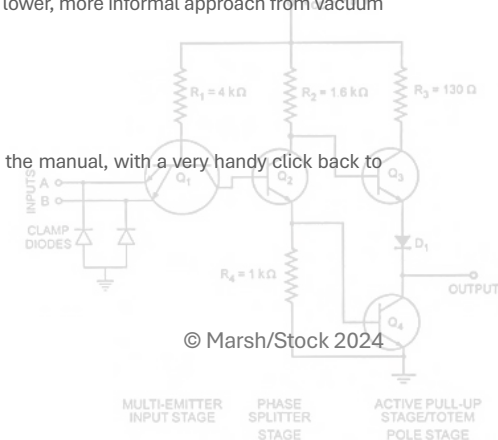 lower, more informal approach from vacuum
R₁ = 4 kΩ
R₂ = 1.6 kΩ
R₃ = 130 Ω
the manual, with a very handy click back to
INPUTS
A
B
Q₁
Q₂
Q₃
CLAMP
DIODES
D₁
R₄ = 1 kΩ
OUTPUT
Q₄
© Marsh/Stock 2024
MULTI-EMITTER
INPUT STAGE
PHASE
SPLITTER
STAGE
ACTIVE PULL-UP
STAGE/TOTEM
POLE STAGE